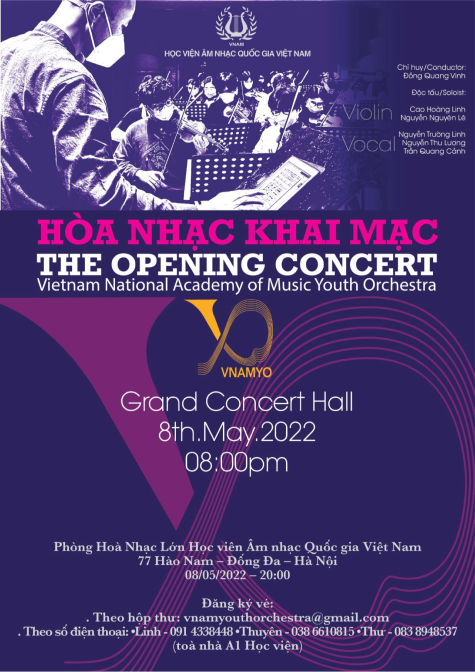 VNAM
HỌC VIỆN ÂM NHẠC QUỐC GIA VIỆT NAM
Chỉ huy/Conductor:
Đồng Quang Vinh
Độc tấu/Soloist:
Violin
Cao Hoàng Linh
Nguyễn Nguyên Lê
Vocal
Nguyễn Trường Linh
Nguyễn Thu Lương
Trần Quang Cảnh
HÒA NHẠC KHAI MẠC
THE OPENING CONCERT
Vietnam National Academy of Music Youth Orchestra
VNAMYO
Grand Concert Hall
8th.May.2022
08:00pm
Phòng Hoà Nhạc Lớn Học viên Âm nhạc Quốc gia Việt Nam
77 Hào Nam – Đống Đa – Hà Nội
08/05/2022 – 20:00
Đăng ký vé:
. Theo hộp thư: vnamyouthorchestra@gmail.com
. Theo số điện thoại: •Linh - 091 4338448 •Thuyên - 038 6610815 •Thư - 083 8948537
(toà nhà A1 Học viện)